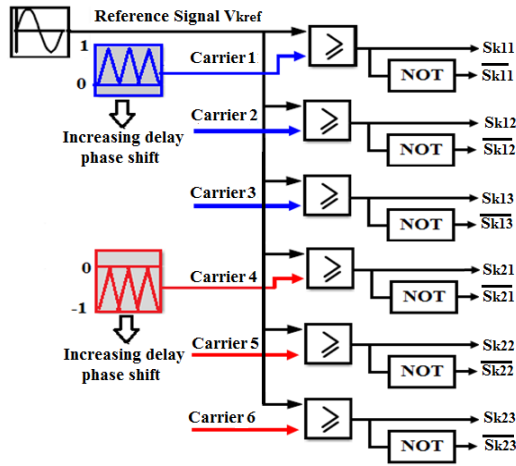 Reference Signal Vkref
1
0
Carrier 1
≥
Sk11
NOT
Sk11
Increasing delay
phase shift
Carrier 2
≥
Sk12
NOT
Sk12
Carrier 3
≥
Sk13
NOT
Sk13
0
-1
Carrier 4
≥
Sk21
NOT
Sk21
Increasing delay
phase shift
Carrier 5
≥
Sk22
NOT
Sk22
Carrier 6
≥
Sk23
NOT
Sk23